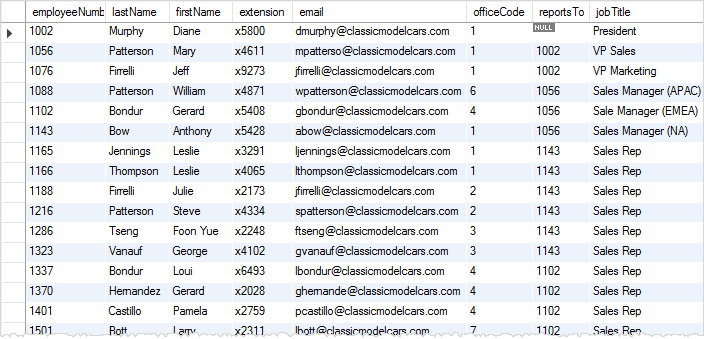 employeeNumb lastName firstName extension email officeCode reportsTo jobTitle
1002 Murphy Diane x5800 dmurphy@classicmodelcars.com 1 NULL President
1056 Patterson Mary x4611 mpatterso@classicmodelcars.com 1 1002 VP Sales
1076 Firrelli Jeff x9273 jfirrelli@classicmodelcars.com 1 1002 VP Marketing
1088 Patterson William x4871 wpatterson@classicmodelcars.com 6 1056 Sales Manager (APAC)
1102 Bondur Gerard x5408 gbondur@classicmodelcars.com 4 1056 Sale Manager (EMEA)
1143 Bow Anthony x5428 abow@classicmodelcars.com 1 1056 Sales Manager (NA)
1165 Jennings Leslie x3291 ljennings@classicmodelcars.com 1 1143 Sales Rep
1166 Thompson Leslie x4065 lthompson@classicmodelcars.com 1 1143 Sales Rep
1188 Firrelli Julie x2173 jfirrelli@classicmodelcars.com 2 1143 Sales Rep
1216 Patterson Steve x4334 spatterson@classicmodelcars.com 2 1143 Sales Rep
1286 Tseng Foon Yue x2248 ftseng@classicmodelcars.com 3 1143 Sales Rep
1323 Vanauf George x4102 gvanauf@classicmodelcars.com 3 1143 Sales Rep
1337 Bondur Loui x6493 lbondur@classicmodelcars.com 4 1102 Sales Rep
1370 Hernandez Gerard x2028 ghernande@classicmodelcars.com 4 1102 Sales Rep
1401 Castillo Pamela x2759 pcastillo@classicmodelcars.com 4 1102 Sales Rep
1501 Bott Larry x2311 lbott@classicmodelcars.com 7 1102 Sales Rep